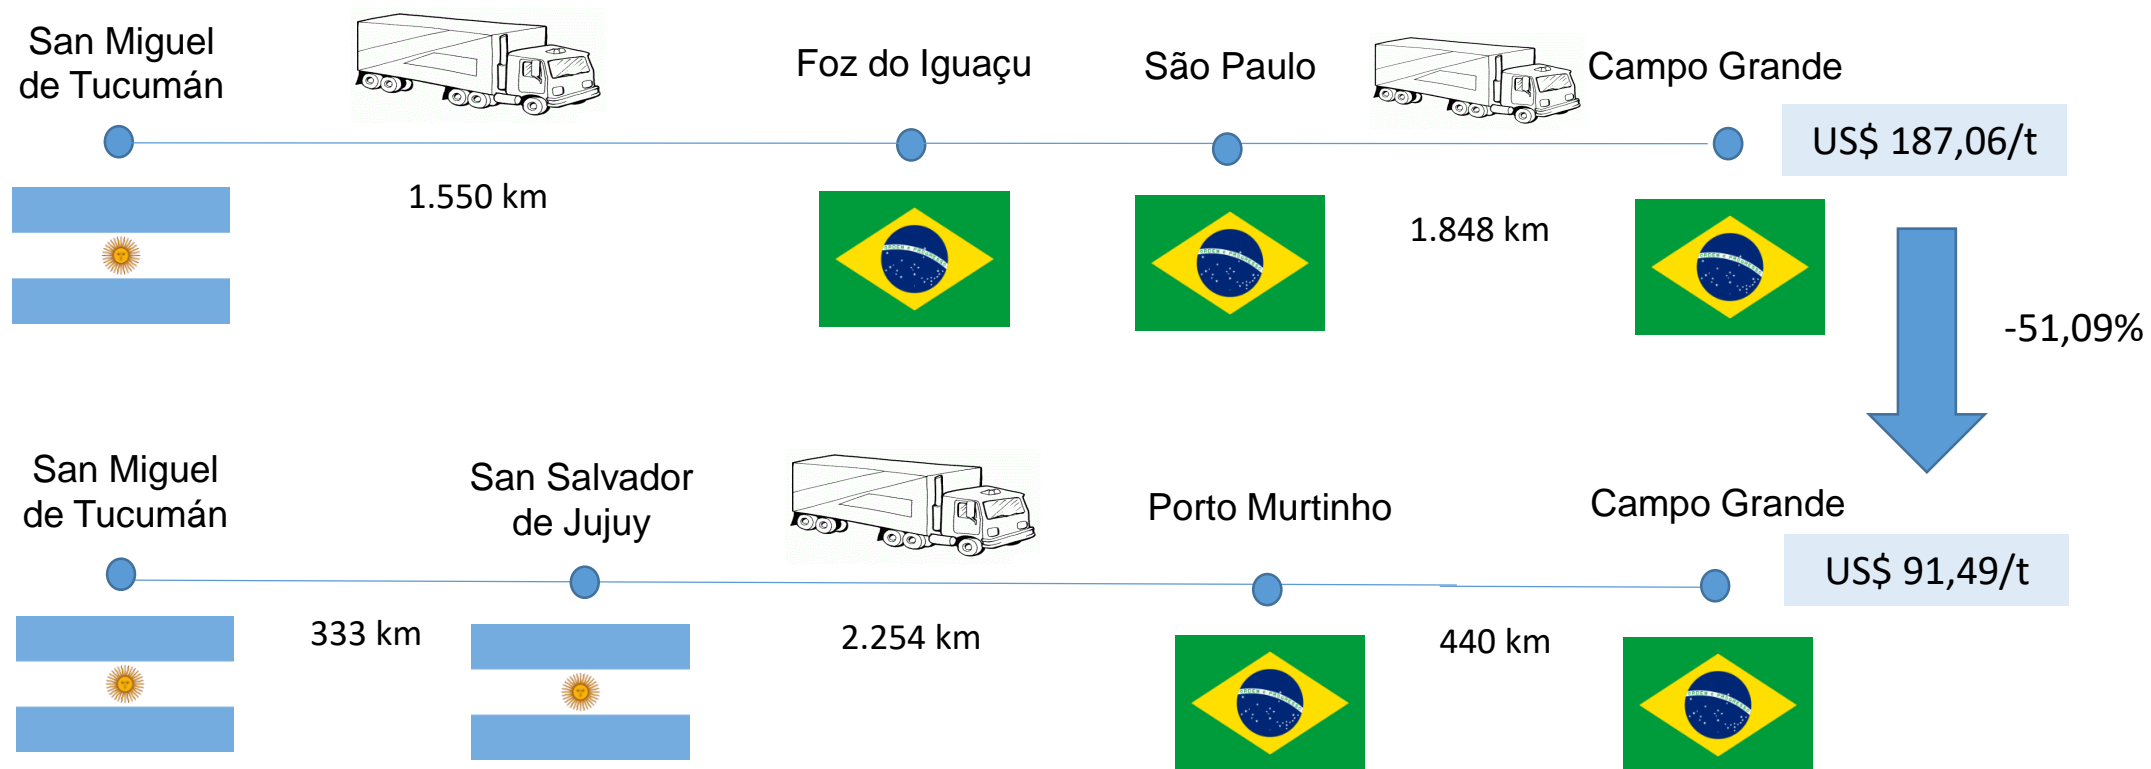 San Miguel
de Tucumán
Foz do Iguaçu
São Paulo
Campo Grande
US$ 187,06/t
1.550 km
1.848 km
-51,09%
San Miguel
de Tucumán
San Salvador
de Jujuy
Porto Murtinho
Campo Grande
US$ 91,49/t
333 km
2.254 km
440 km